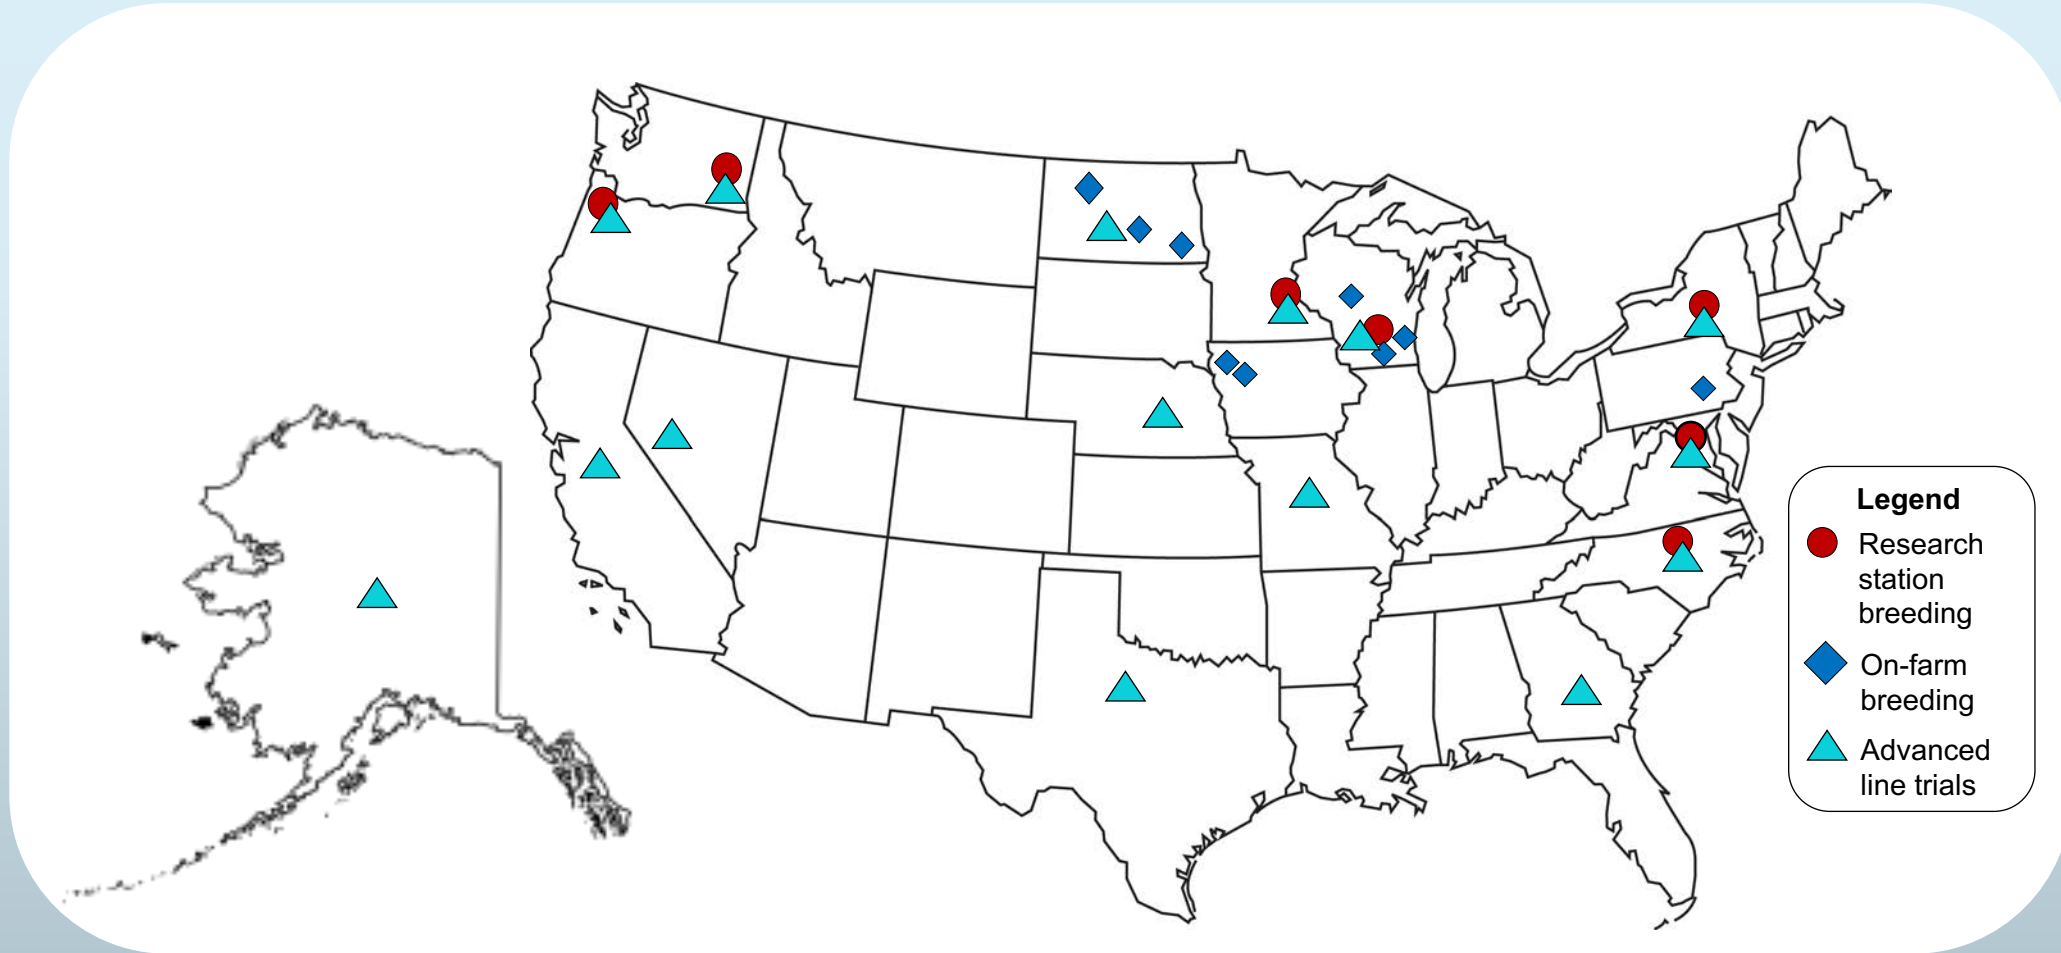 Legend
Research
station
breeding
On-farm
breeding
Advanced
line trials